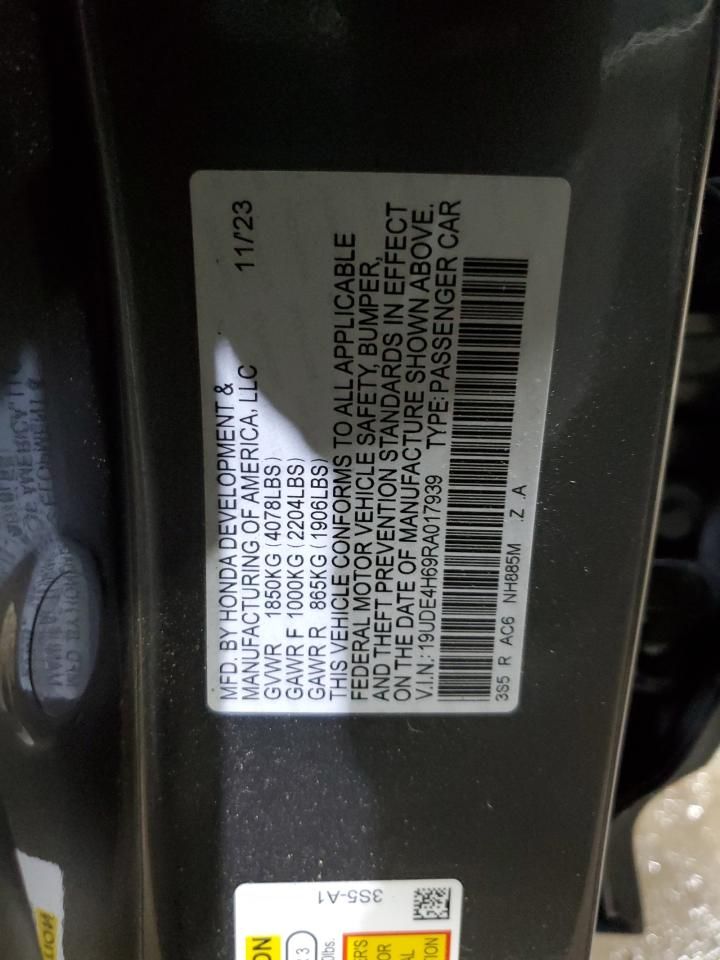 MFD. BY HONDA DEVELOPMENT &
MANUFACTURING OF AMERICA, LLC 11/'23
GVWR 1850KG (4078LBS)
GAWR F 1000KG (2204LBS)
GAWR R 865KG (1906LBS)
THIS VEHICLE CONFORMS TO ALL APPLICABLE
FEDERAL MOTOR VEHICLE SAFETY, BUMPER,
AND THEFT PREVENTION STANDARDS IN EFFECT
ON THE DATE OF MANUFACTURE SHOWN ABOVE.
V.I.N.:19UDE4H69RA017939 TYPE:PASSENGER CAR
3S5 R AC6 NH885M .Z .A
3S5-A1